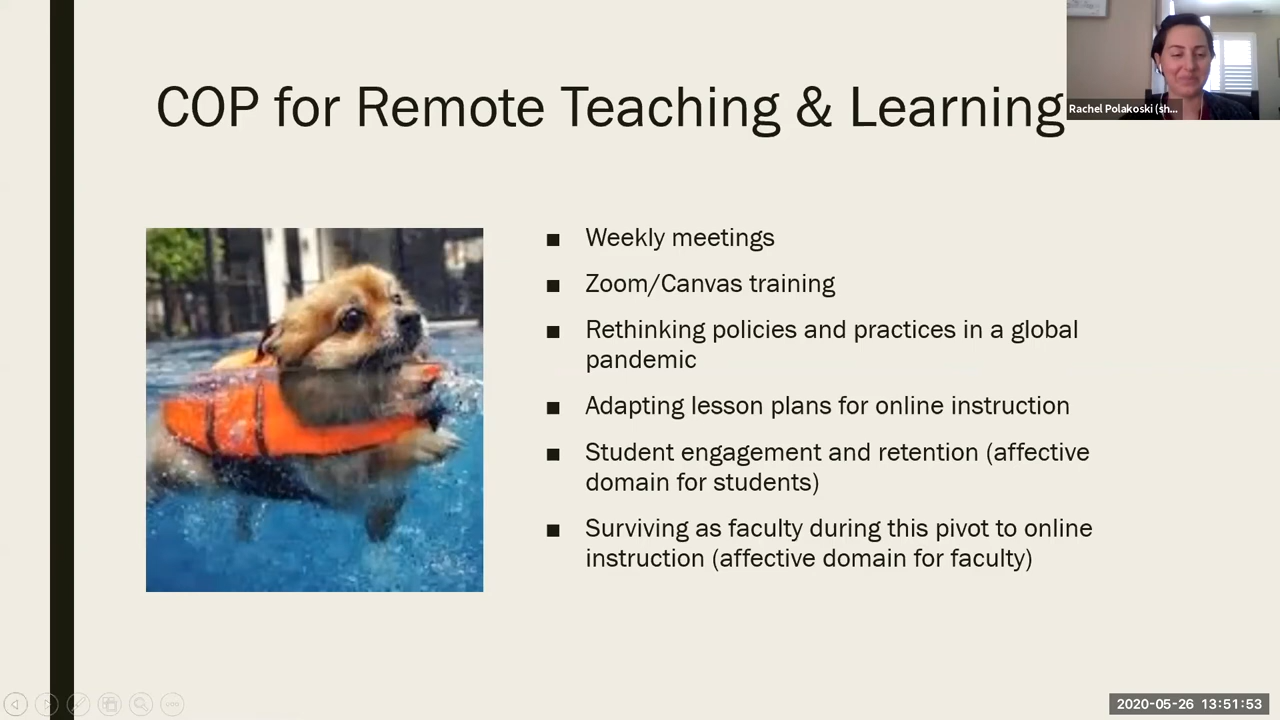 COP for Remote Teaching & Learning
Rachel Polakoski (sh...
■ Weekly meetings
■ Zoom/Canvas training
■ Rethinking policies and practices in a global
pandemic
■ Adapting lesson plans for online instruction
■ Student engagement and retention (affective
domain for students)
■ Surviving as faculty during this pivot to online
instruction (affective domain for faculty)
2020-05-26 13:51:53